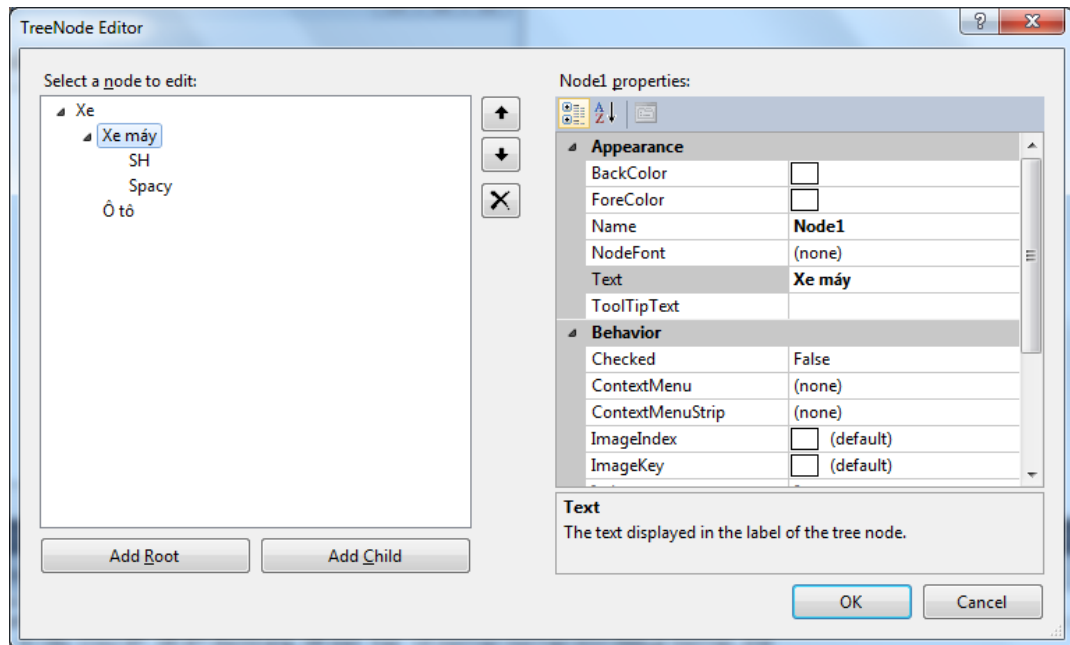 TreeNode Editor
Select a node to edit:
Xe
Xe máy
SH
Spacy
Ô tô
Add Root
Add Child
Node1 properties:
Appearance
BackColor
ForeColor
Name Node1
NodeFont (none)
Text Xe máy
ToolTipText
Behavior
Checked False
ContextMenu (none)
ContextMenuStrip (none)
ImageIndex (default)
ImageKey (default)
Text
The text displayed in the label of the tree node.
OK
Cancel